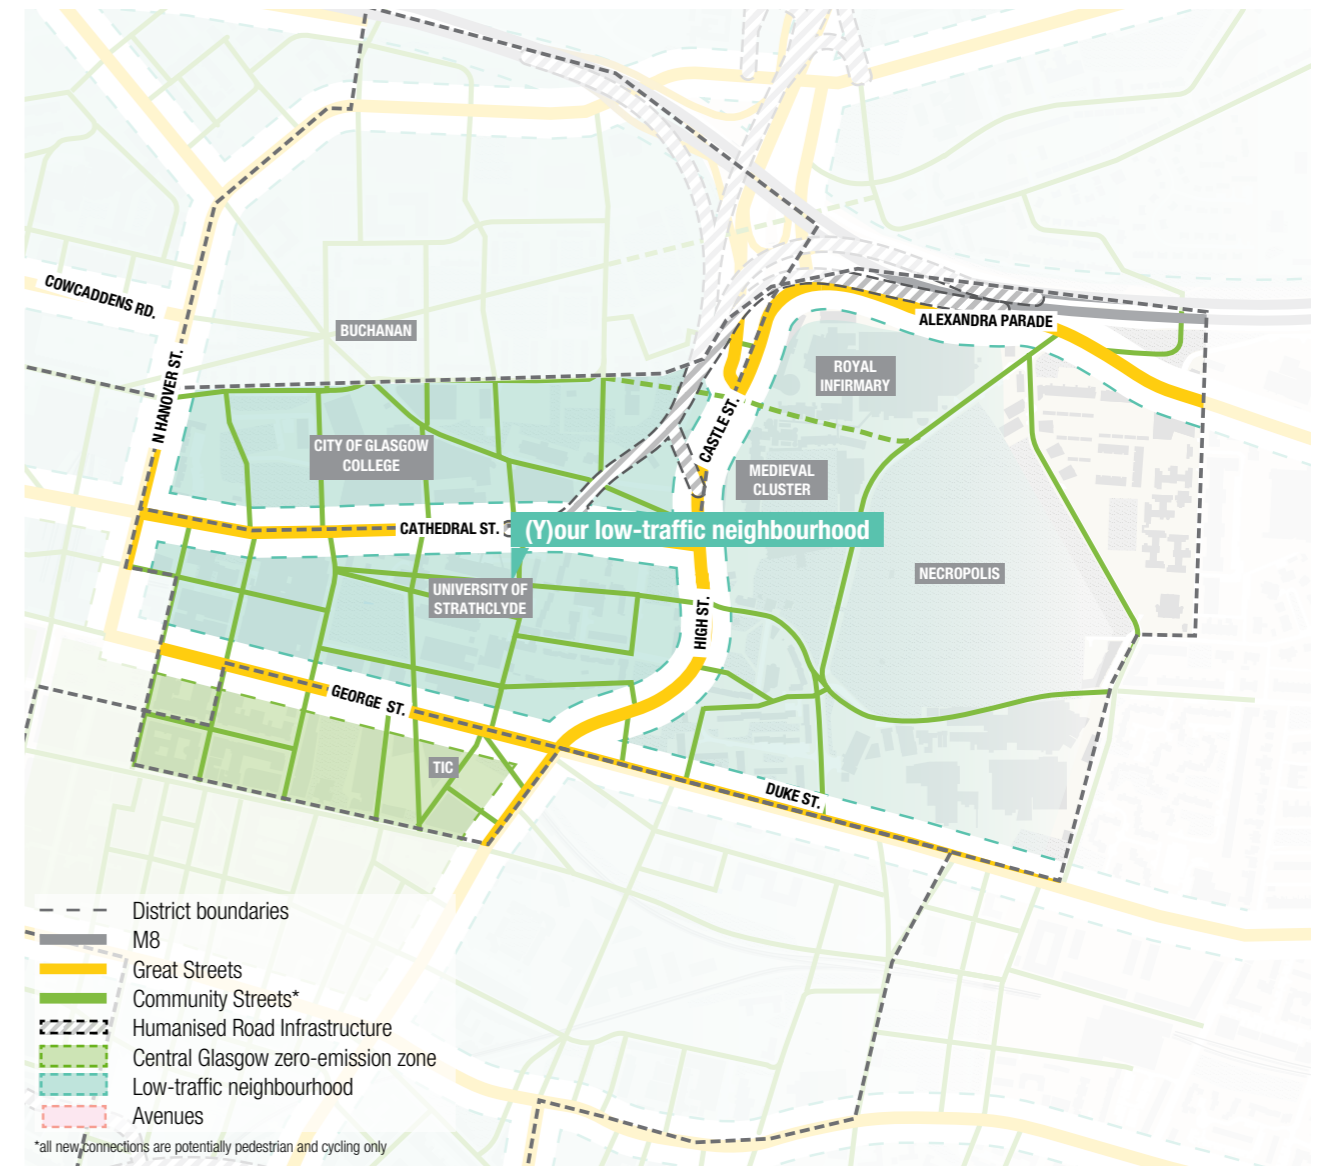 COWCADDENS RD.
N HANOVER ST.
BUCHANAN
ALEXANDRA PARADE
ROYAL
INFIRMARY
CASTLE ST.
CITY OF GLASGOW
COLLEGE
MEDIEVAL
CLUSTER
CATHEDRAL ST.
(Y)our low-traffic neighbourhood
NECROPOLIS
UNIVERSITY OF
STRATHCLYDE
HIGH ST.
GEORGE ST.
TIC
DUKE ST.
District boundaries
M8
Great Streets
Community Streets*
Humanised Road Infrastructure
Central Glasgow zero-emission zone
Low-traffic neighbourhood
Avenues
*all new connections are potentially pedestrian and cycling only